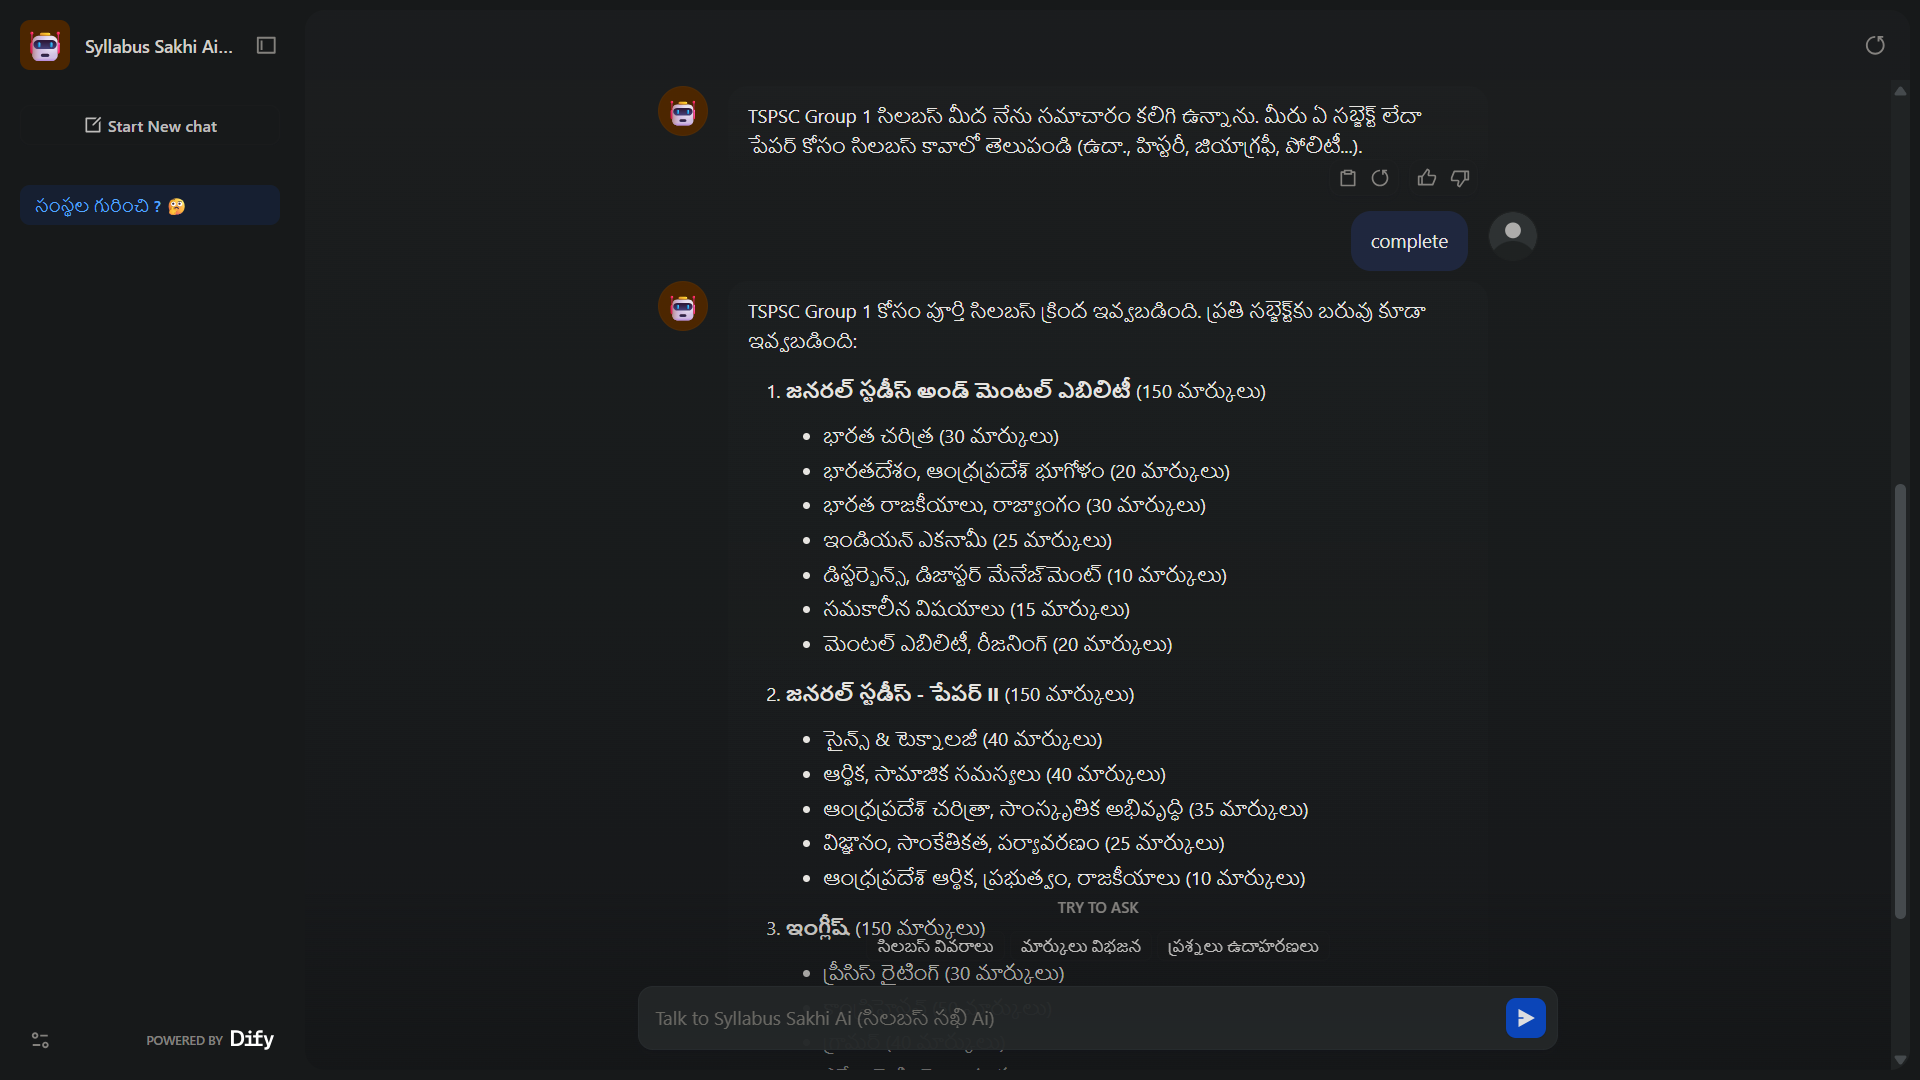 Syllabus Sakhi Ai...
Start New chat
సంస్థల గురించి ? 🤔
TSPSC Group 1 సిలబస్ మీద నేను సమాచారం కలిగి ఉన్నాను. మీరు ఏ సబ్జెక్ట్ లేదా
పేపర్ కోసం సిలబస్ కావాలో తెలుపండి (ఉదా., హిస్టరీ, జియాగ్రఫీ, పోలిటీ...).
complete
TSPSC Group 1 కోసం పూర్తి సిలబస్ క్రింద ఇవ్వబడింది. ప్రతి సబ్జెక్ట్‌కు బరువు కూడా
ఇవ్వబడింది:
1. జనరల్ స్టడీస్ అండ్ మెంటల్ ఎబిలిటీ (150 మార్కులు)
• భారత చరిత్ర (30 మార్కులు)
• భారతదేశం, ఆంధ్రప్రదేశ్ భూగోళం (20 మార్కులు)
• భారత రాజకీయాలు, రాజ్యాంగం (30 మార్కులు)
• ఇండియన్ ఎకనామీ (25 మార్కులు)
• డిస్టర్బెన్స్, డిజాస్టర్ మేనేజ్‌మెంట్ (10 మార్కులు)
• సమకాలీన విషయాలు (15 మార్కులు)
• మెంటల్ ఎబిలిటీ, రీజనింగ్ (20 మార్కులు)
2. జనరల్ స్టడీస్ - పేపర్ II (150 మార్కులు)
• సైన్స్ & టెక్నాలజీ (40 మార్కులు)
• ఆర్థిక, సామాజిక సమస్యలు (40 మార్కులు)
• ఆంధ్రప్రదేశ్ చరిత్రా, సాంస్కృతిక అభివృద్ధి (35 మార్కులు)
• విజ్ఞానం, సాంకేతికత, పర్యావరణం (25 మార్కులు)
• ఆంధ్రప్రదేశ్ ఆర్థిక, ప్రభుత్వం, రాజకీయాలు (10 మార్కులు)
TRY TO ASK
3. ఇంగ్లీష్ (150 మార్కులు)
సిలబస్ వివరాలు మార్కులు విభజన ప్రశ్నలు ఉదాహరణలు
• ప్రీసిస్ రైటింగ్ (30 మార్కులు)
Talk to Syllabus Sakhi Ai (సిలబస్ సఖి Ai)
POWERED BY Dify